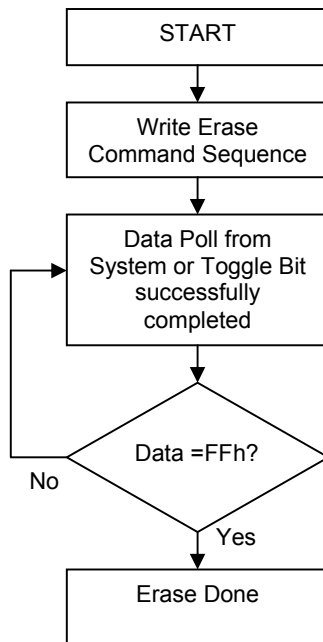 START
Write Erase
Command Sequence
Data Poll from
System or Toggle Bit
successfully
completed
Data =FFh?
No
Yes
Erase Done